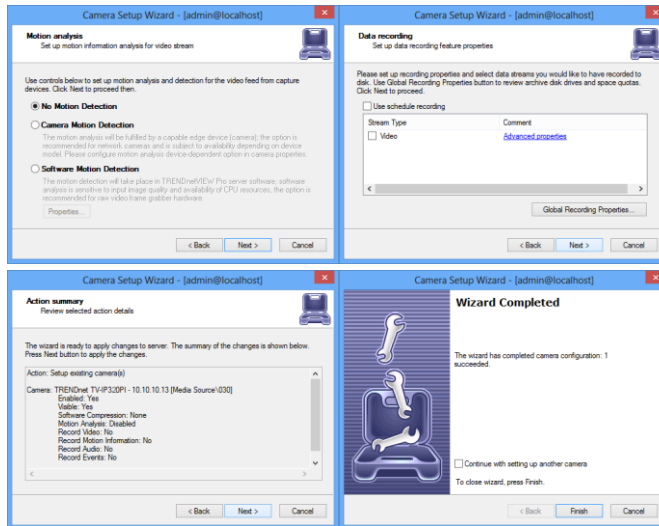 Camera Setup Wizard - [admin@localhost]
Motion analysis
Set up motion information analysis for video stream
Use controls below to set up motion analysis and detection for the video feed from capture
devices. Click Next to proceed then.
No Motion Detection
Camera Motion Detection
The motion analysis will be fulfilled by a capable edge device (camera); the option is
recommended for network cameras and is subject to availability depending on device
model. Please configure motion analysis device-dependent option in camera properties.
Software Motion Detection
The motion detection will take place in TRENDnetVIEW Pro server software; software
analysis is sensitive to input image quality and availability of CPU resources, the option is
recommended for raw video frame grabber hardware.
Properties...
< Back Next > Cancel
Camera Setup Wizard - [admin@localhost]
Data recording
Set up data recording feature properties
Please set up recording properties and select data streams you would like to have recorded to
disk. Use Global Recording Properties button to review archive disk drives and space quotas.
Click Next to proceed.
Use schedule recording
Stream Type Comment
Video Advanced properties
Global Recording Properties...
< Back Next > Cancel
Camera Setup Wizard - [admin@localhost]
Action summary
Review selected action details
The wizard is ready to apply changes to server. The summary of the changes is shown below.
Press Next button to apply the changes.
Action: Setup existing camera(s)
Camera: TRENDnet TV-IP320PI - 10.10.10.13 [Media Source\030]
Enabled: Yes
Visible: Yes
Software Compression: None
Motion Analysis: Disabled
Record Video: No
Record Motion Information: No
Record Audio: No
Record Events: No
< Back Next > Cancel
Camera Setup Wizard - [admin@localhost]
Wizard Completed
The wizard has completed camera configuration: 1
succeeded.
Continue with setting up another camera
To close wizard, press Finish.
< Back Finish Cancel